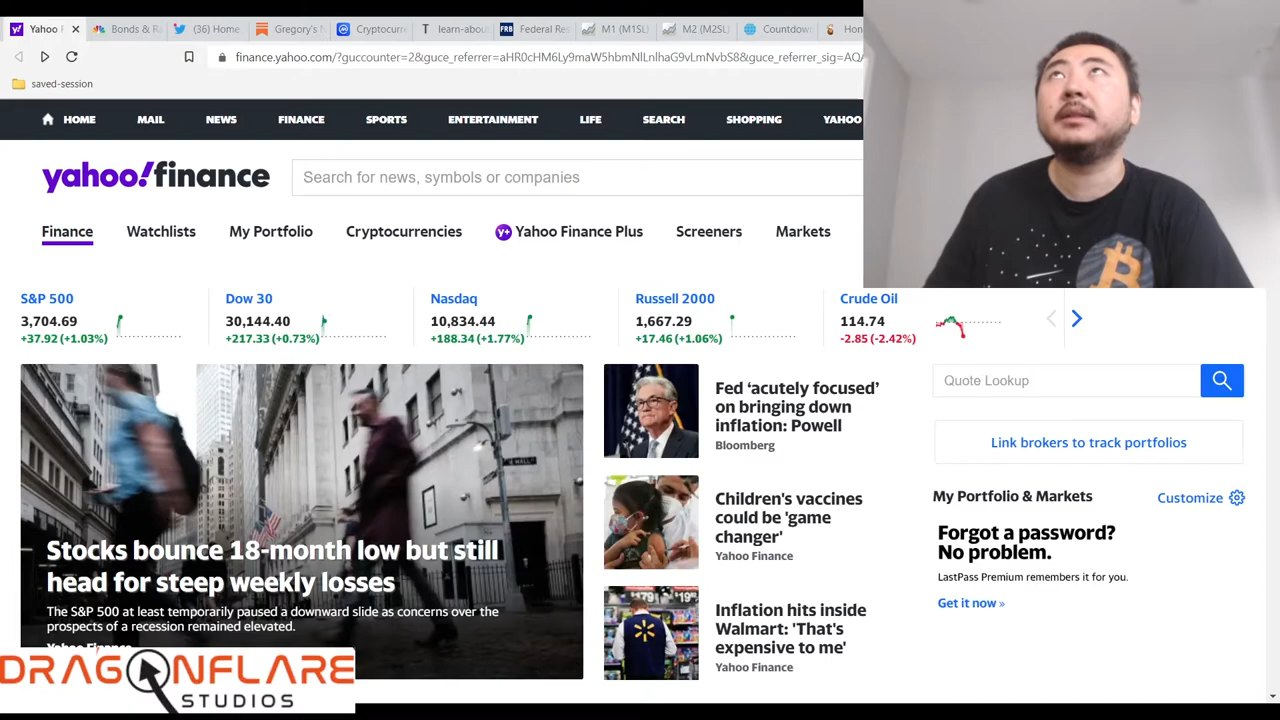 Yahoo F
Bonds & Ra
(36) Home
Gregory's
Cryptocurr
learn-abou
Federal Res
M1 (M1SL)
M2 (M2SL)
Countdow
Hon
finance.yahoo.com/?guccounter=2&guce_referrer=aHR0cHM6Ly9maW5hbmNlLnlhaG9vLmNvbS8&guce_referrer_sig=AQA
saved-session
HOME MAIL NEWS FINANCE SPORTS ENTERTAINMENT LIFE SEARCH SHOPPING YAHOO
yahoo!finance
Search for news, symbols or companies
Finance Watchlists My Portfolio Cryptocurrencies Y+ Yahoo Finance Plus Screeners Markets
S&P 500
3,704.69
+37.92 (+1.03%)
Dow 30
30,144.40
+217.33 (+0.73%)
Nasdaq
10,834.44
+188.34 (+1.77%)
Russell 2000
1,667.29
+17.46 (+1.06%)
Crude Oil
114.74
-2.85 (-2.42%)
Stocks bounce 18-month low but still
head for steep weekly losses
The S&P 500 at least temporarily paused a downward slide as concerns over the
prospects of a recession remained elevated.
Yahoo Finance
Fed ‘acutely focused’
on bringing down
inflation: Powell
Bloomberg
Children's vaccines
could be 'game
changer'
Yahoo Finance
Inflation hits inside
Walmart: 'That's
expensive to me'
Yahoo Finance
Quote Lookup
Link brokers to track portfolios
My Portfolio & Markets
Customize
Forgot a password?
No problem.
LastPass Premium remembers it for you.
Get it now »
DRAGONFLARE
STUDIOS